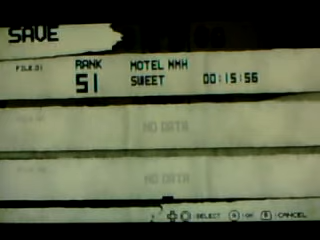 SAVE
FILE.01 RANK 51 MOTEL MMH
SWEET 00:15:56
NO DATA
NO DATA
:SELECT A :OK B :CANCEL